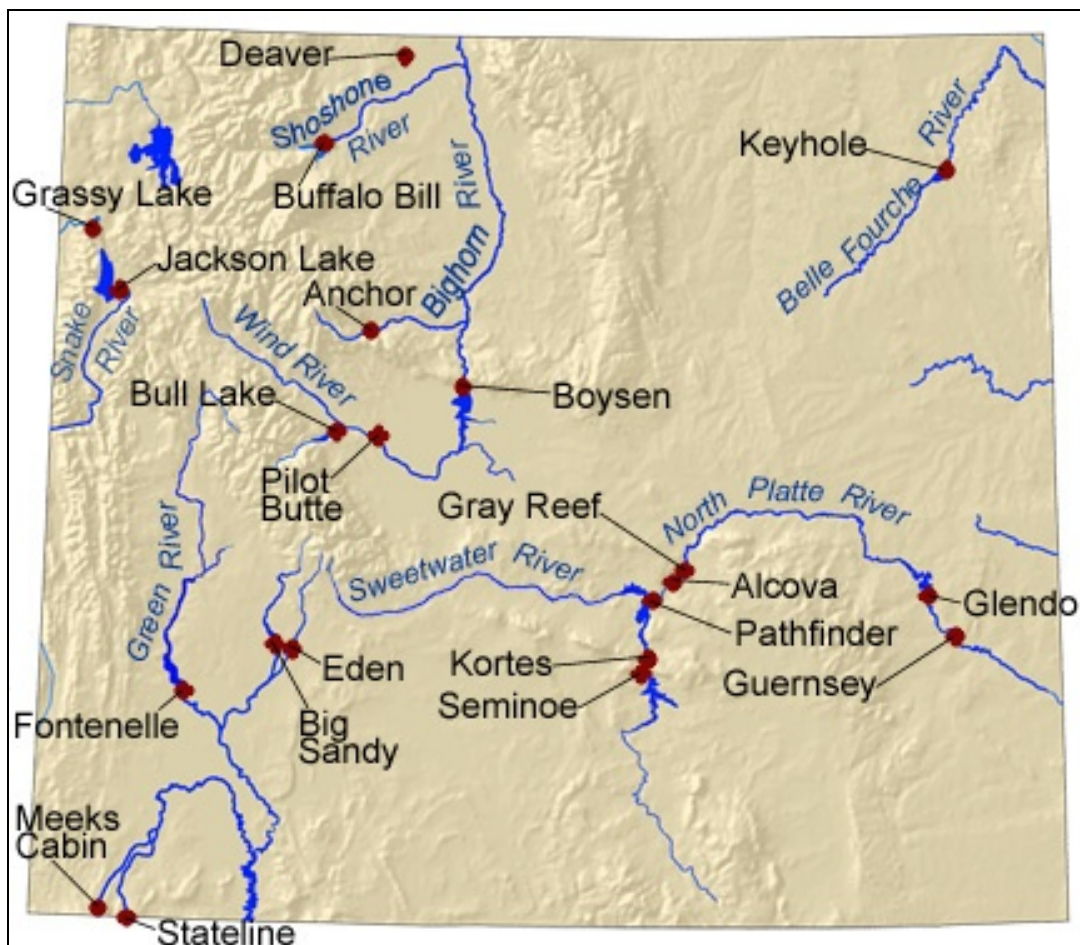 Deaver
Shoshone
River
Buffalo Bill
Bighorn River
Keyhole
Belle Fourche River
Grassy Lake
Jackson Lake
Snake
River
Anchor
Wind River
Bull Lake
Boysen
Pilot
Butte
Gray Reef
North Platte River
Green River
Sweetwater River
Alcova
Glendo
Pathfinder
Eden
Kortes
Seminoe
Guernsey
Fontenelle
Big
Sandy
Meeks
Cabin
Stateline